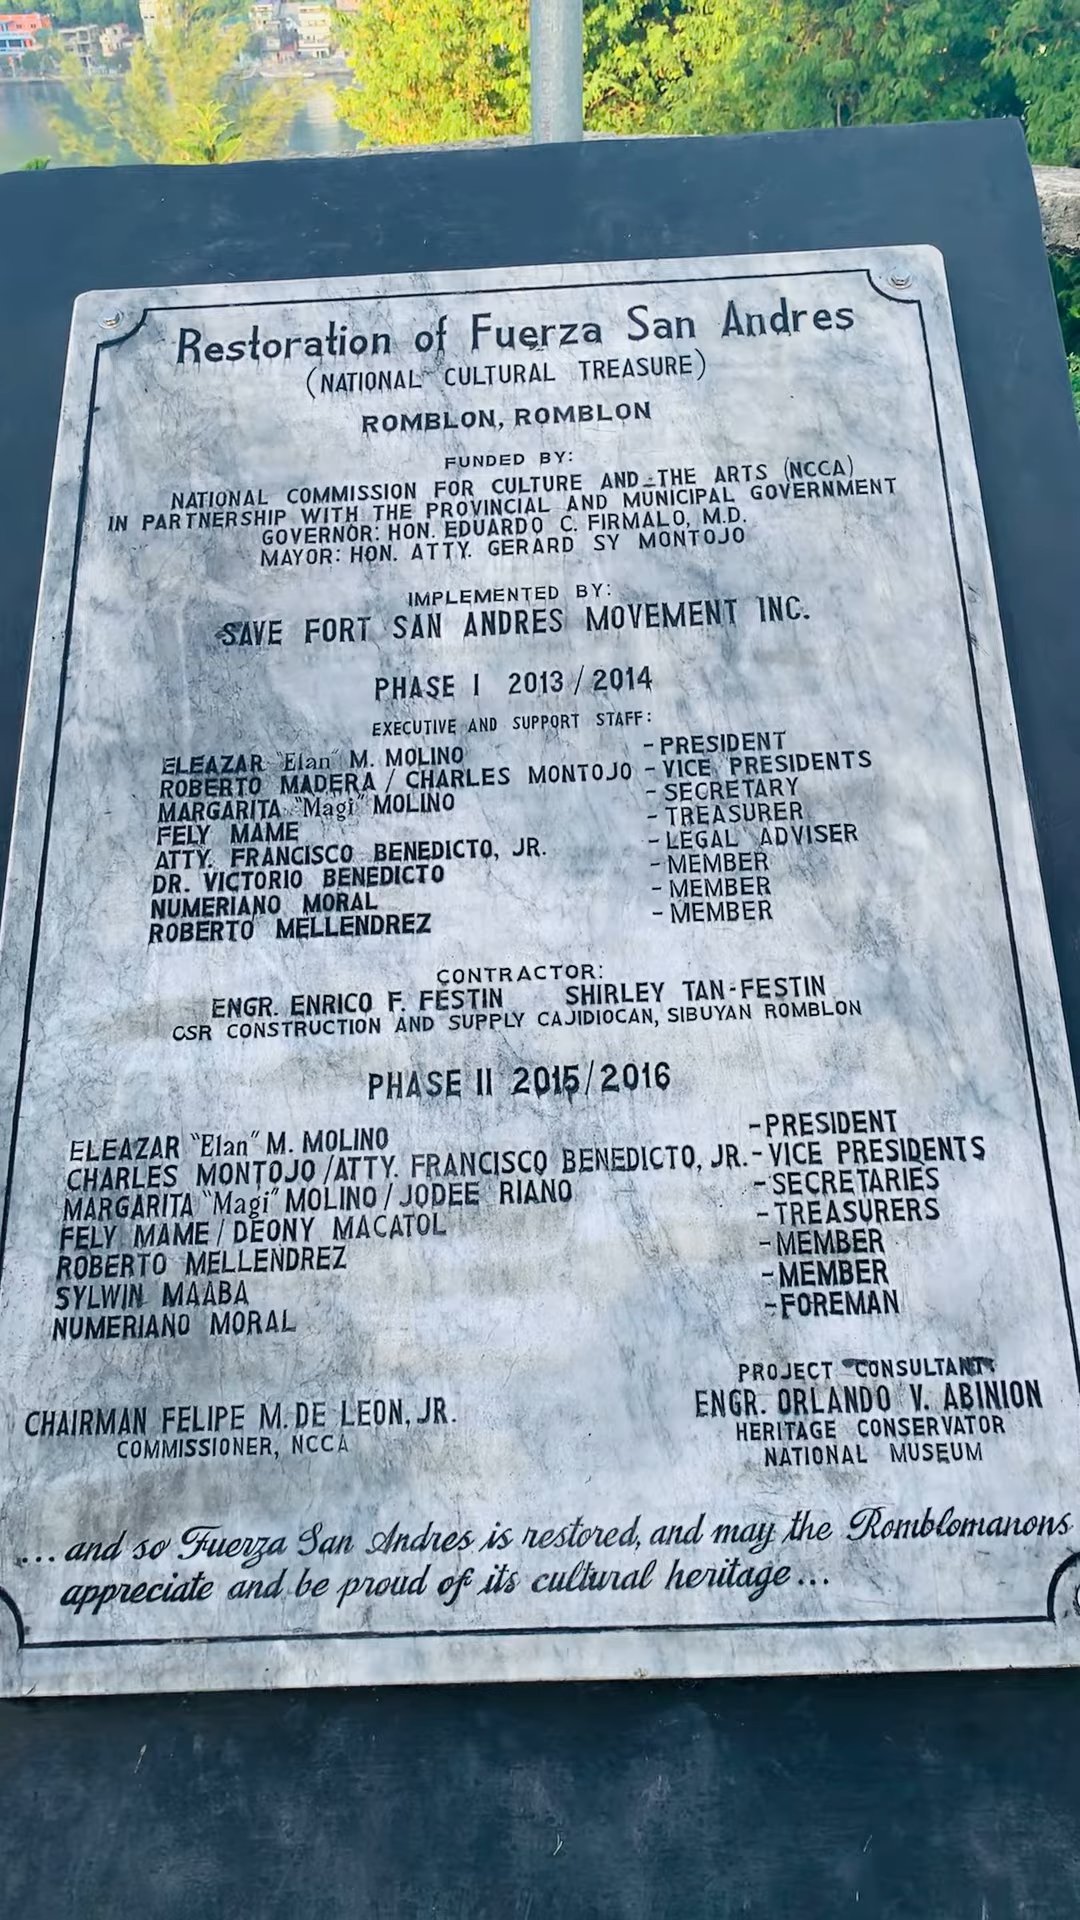 Restoration of Fuerza San Andres
(NATIONAL CULTURAL TREASURE)
ROMBLON, ROMBLON
FUNDED BY:
NATIONAL COMMISSION FOR CULTURE AND THE ARTS (NCCA)
IN PARTNERSHIP WITH THE PROVINCIAL AND MUNICIPAL GOVERNMENT
GOVERNOR: HON. EDUARDO C. FIRMALO, M.D.
MAYOR: HON. ATTY. GERARD SY MONTOJO
IMPLEMENTED BY:
SAVE FORT SAN ANDRES MOVEMENT INC.
PHASE I 2013/2014
EXECUTIVE AND SUPPORT STAFF:
ELEAZAR "Elan" M. MOLINO - PRESIDENT
ROBERTO MADERA / CHARLES MONTOJO - VICE PRESIDENTS
MARGARITA "Magi" MOLINO - SECRETARY
FELY MAME - TREASURER
ATTY. FRANCISCO BENEDICTO, JR. - LEGAL ADVISER
DR. VICTORIO BENEDICTO - MEMBER
NUMERIANO MORAL - MEMBER
ROBERTO MELLENDREZ - MEMBER
CONTRACTOR:
ENGR. ENRICO F. FESTIN SHIRLEY TAN-FESTIN
CSR CONSTRUCTION AND SUPPLY CAJIDIOCAN, SIBUYAN ROMBLON
PHASE II 2015/2016
ELEAZAR "Elan" M. MOLINO - PRESIDENT
CHARLES MONTOJO / ATTY. FRANCISCO BENEDICTO, JR. - VICE PRESIDENTS
MARGARITA "Magi" MOLINO / JODEE RIANO - SECRETARIES
FELY MAME / DEONY MACATOL - TREASURERS
ROBERTO MELLENDREZ - MEMBER
SYLWIN MAABA - MEMBER
NUMERIANO MORAL - FOREMAN
CHAIRMAN FELIPE M. DE LEON, JR.
COMMISSIONER, NCCA
PROJECT CONSULTANT:
ENGR. ORLANDO V. ABINION
HERITAGE CONSERVATOR
NATIONAL MUSEUM
...and so Fuerza San Andres is restored, and may the Romblomanons
appreciate and be proud of its cultural heritage...